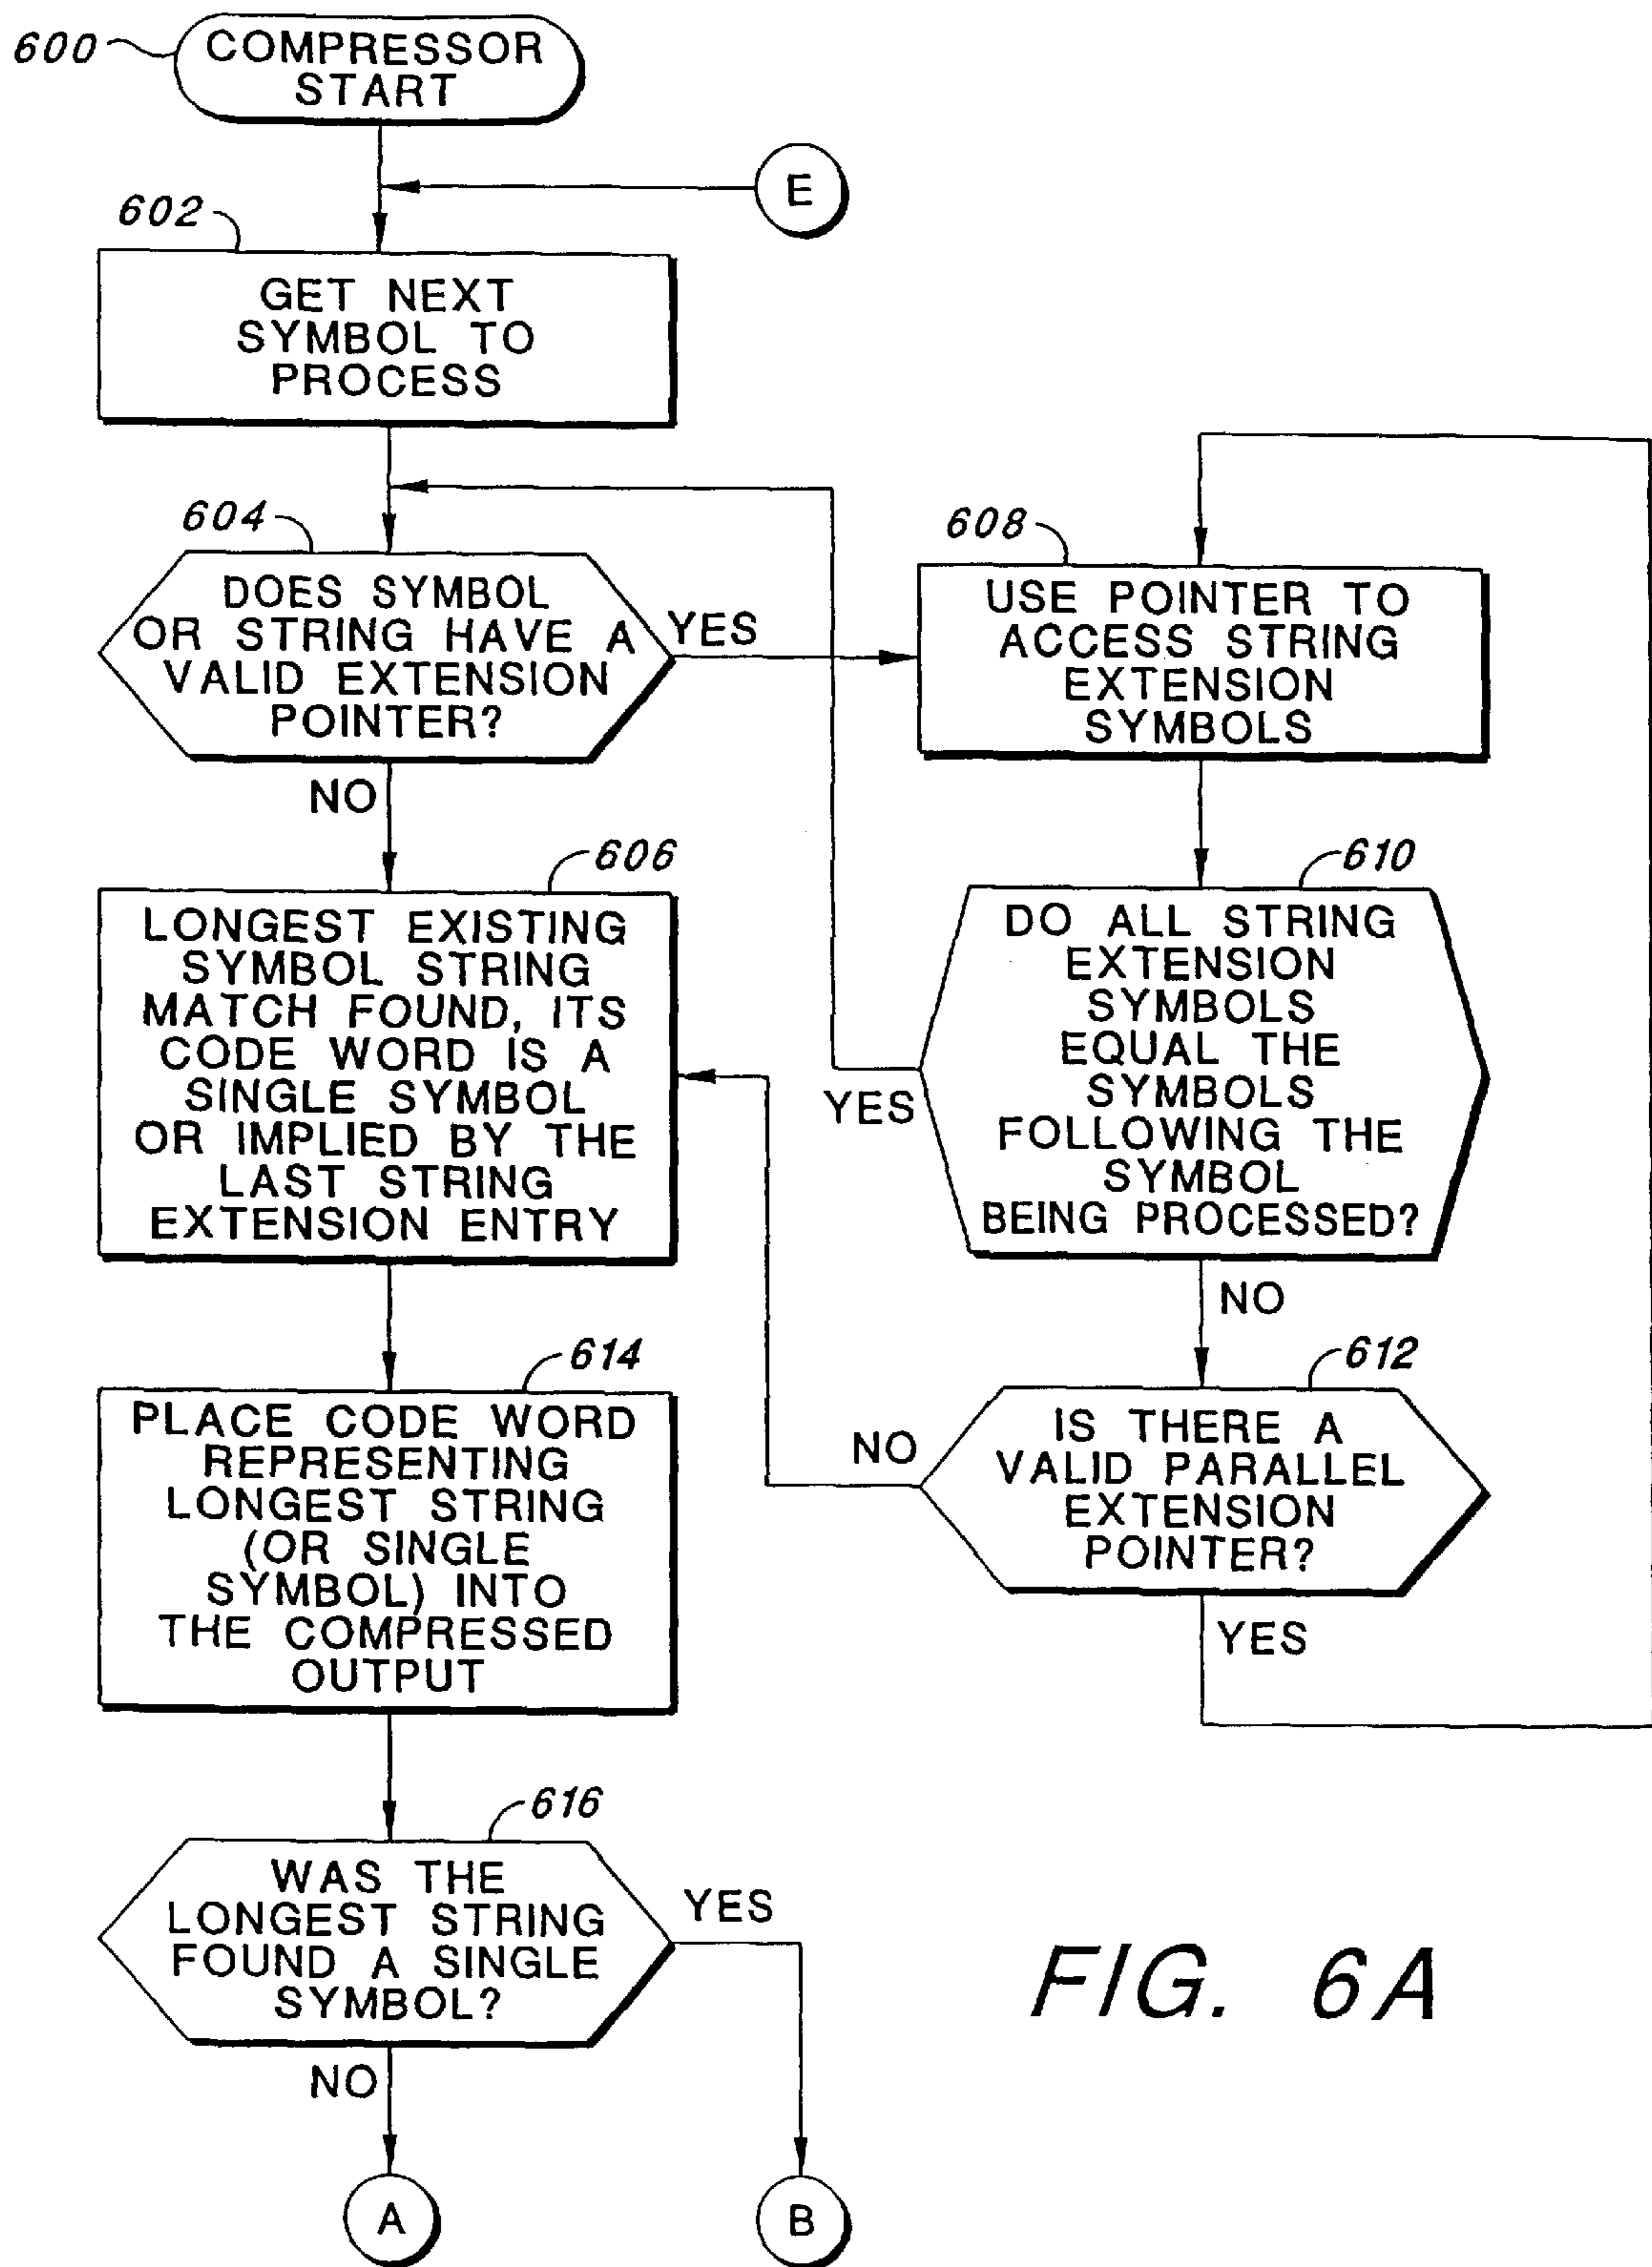 600
COMPRESSOR
START
E
602
GET NEXT
SYMBOL TO
PROCESS
604
DOES SYMBOL
OR STRING HAVE A
VALID EXTENSION
POINTER?
YES
NO
608
USE POINTER TO
ACCESS STRING
EXTENSION
SYMBOLS
606
LONGEST EXISTING
SYMBOL STRING
MATCH FOUND, ITS
CODE WORD IS A
SINGLE SYMBOL
OR IMPLIED BY THE
LAST STRING
EXTENSION ENTRY
610
DO ALL STRING
EXTENSION
SYMBOLS
EQUAL THE
SYMBOLS
FOLLOWING THE
SYMBOL
BEING PROCESSED?
YES
NO
612
IS THERE A
VALID PARALLEL
EXTENSION
POINTER?
NO
YES
614
PLACE CODE WORD
REPRESENTING
LONGEST STRING
(OR SINGLE
SYMBOL) INTO
THE COMPRESSED
OUTPUT
616
WAS THE
LONGEST STRING
FOUND A SINGLE
SYMBOL?
YES
NO
A
B
FIG. 6A